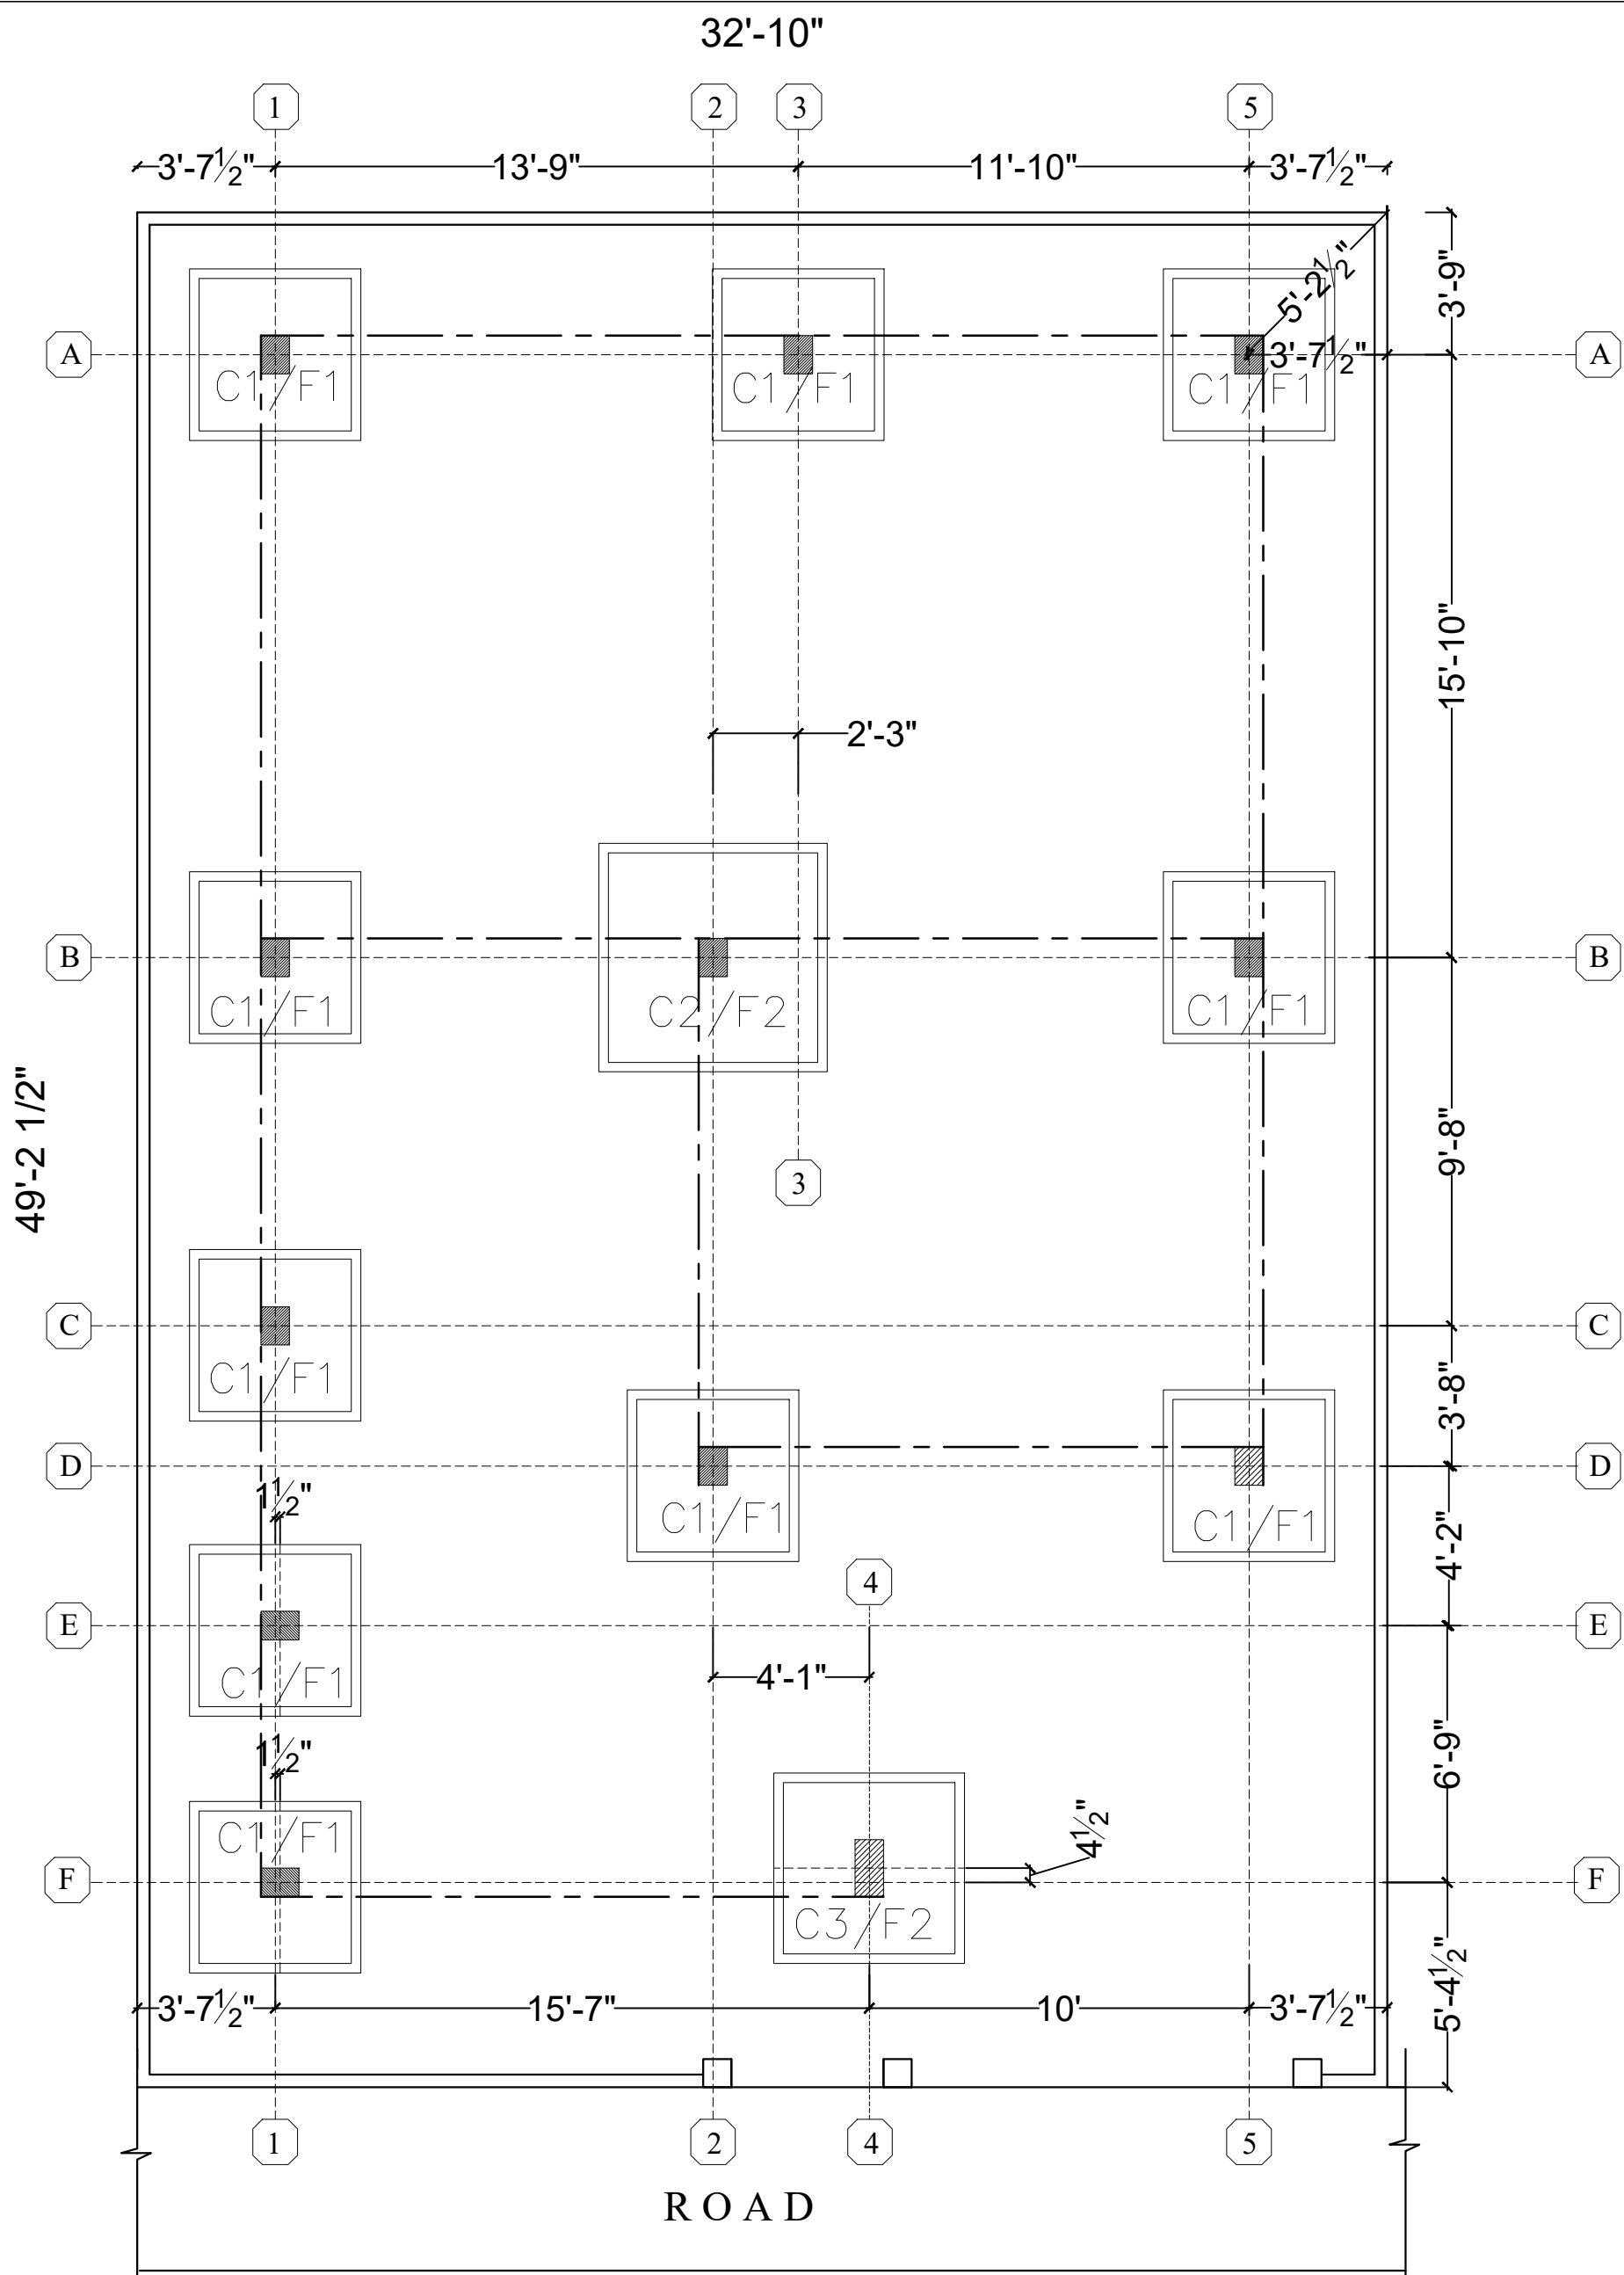 32'-10"
1 2 3 5
3'-7½" 13'-9" 11'-10" 3'-7½"
3'-9"
5'-2½"
A 3'-7½" A
C1/F1 C1/F1 C1/F1
15'-10"
2'-3"
B B
C1/F1 C2/F2 C1/F1
49'-2 1/2"
9'-8"
3
C C
C1/F1
3'-8"
D D
1½"
C1/F1 C1/F1
4'-2"
4
E E
C1/F1
4'-1"
6'-9"
1½"
4½"
C1/F1
F F
C3/F2
5'-4½"
3'-7½" 15'-7" 10' 3'-7½"
1 2 4 5
ROAD